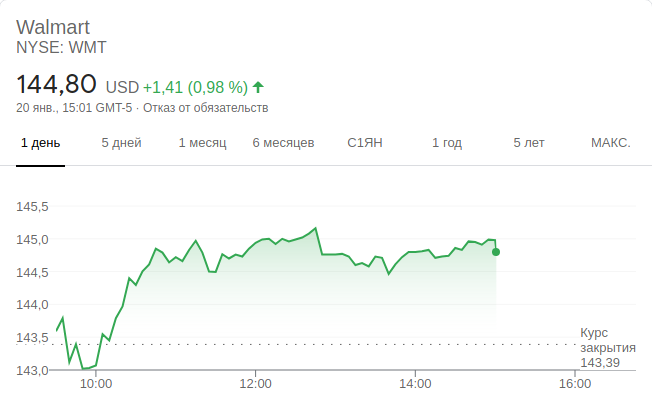 Walmart
NYSE: WMT
144,80 USD +1,41 (0,98 %)
20 янв., 15:01 GMT-5 · Отказ от обязательств
1 день 5 дней 1 месяц 6 месяцев С1ЯН 1 год 5 лет МАКС.
145,5
145,0
144,5
144,0
143,5
143,0
Курс
закрытия
143,39
10:00 12:00 14:00 16:00